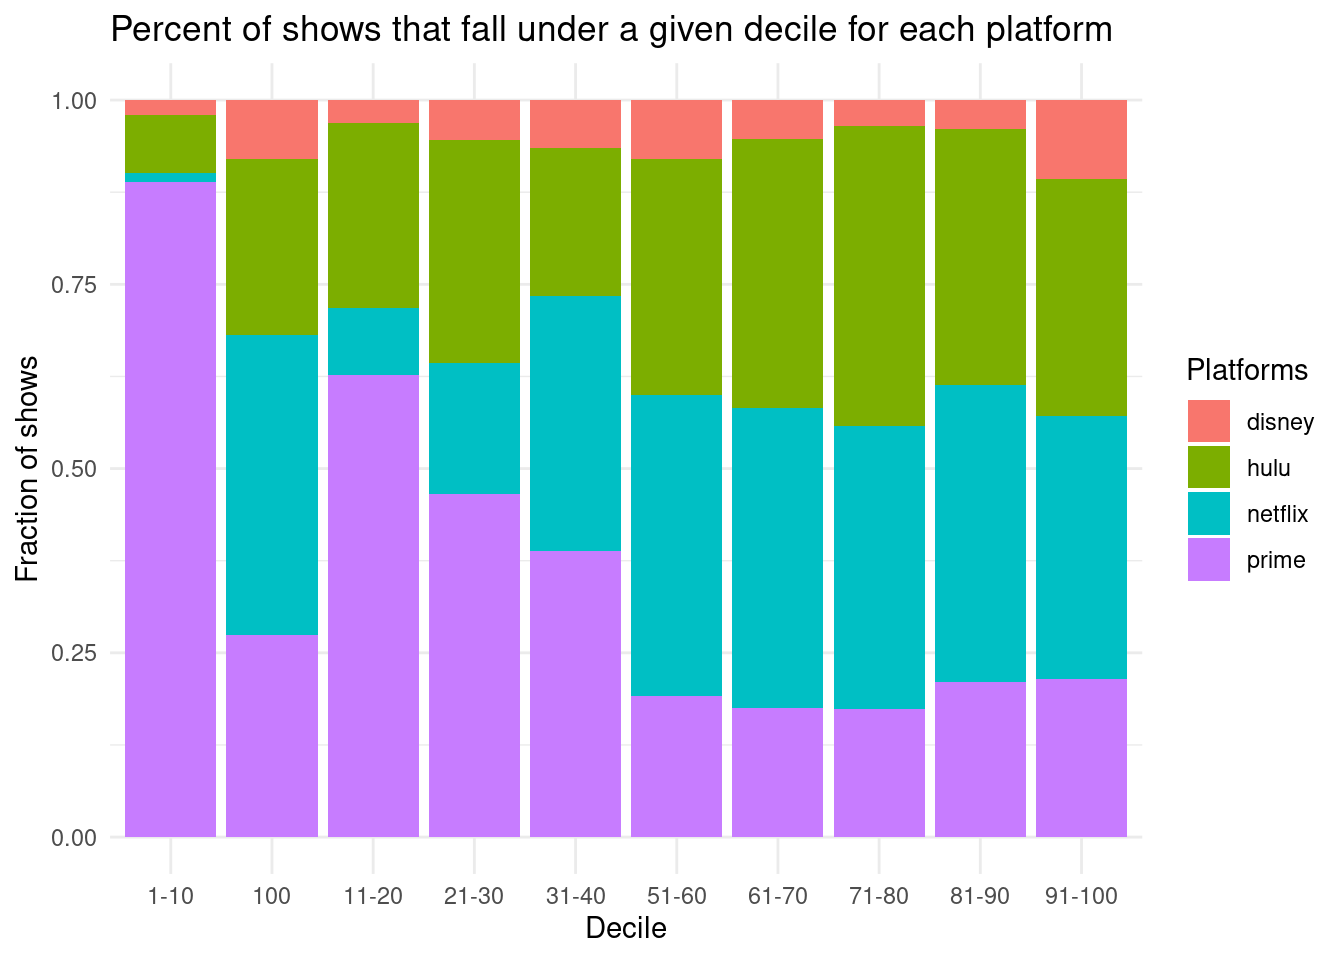 Percent of shows that fall under a given decile for each platform
Fraction of shows
1.00
0.75
0.50
0.25
0.00
1-10
100
11-20
21-30
31-40
51-60
61-70
71-80
81-90
91-100
Decile
Platforms
disney
hulu
netflix
prime